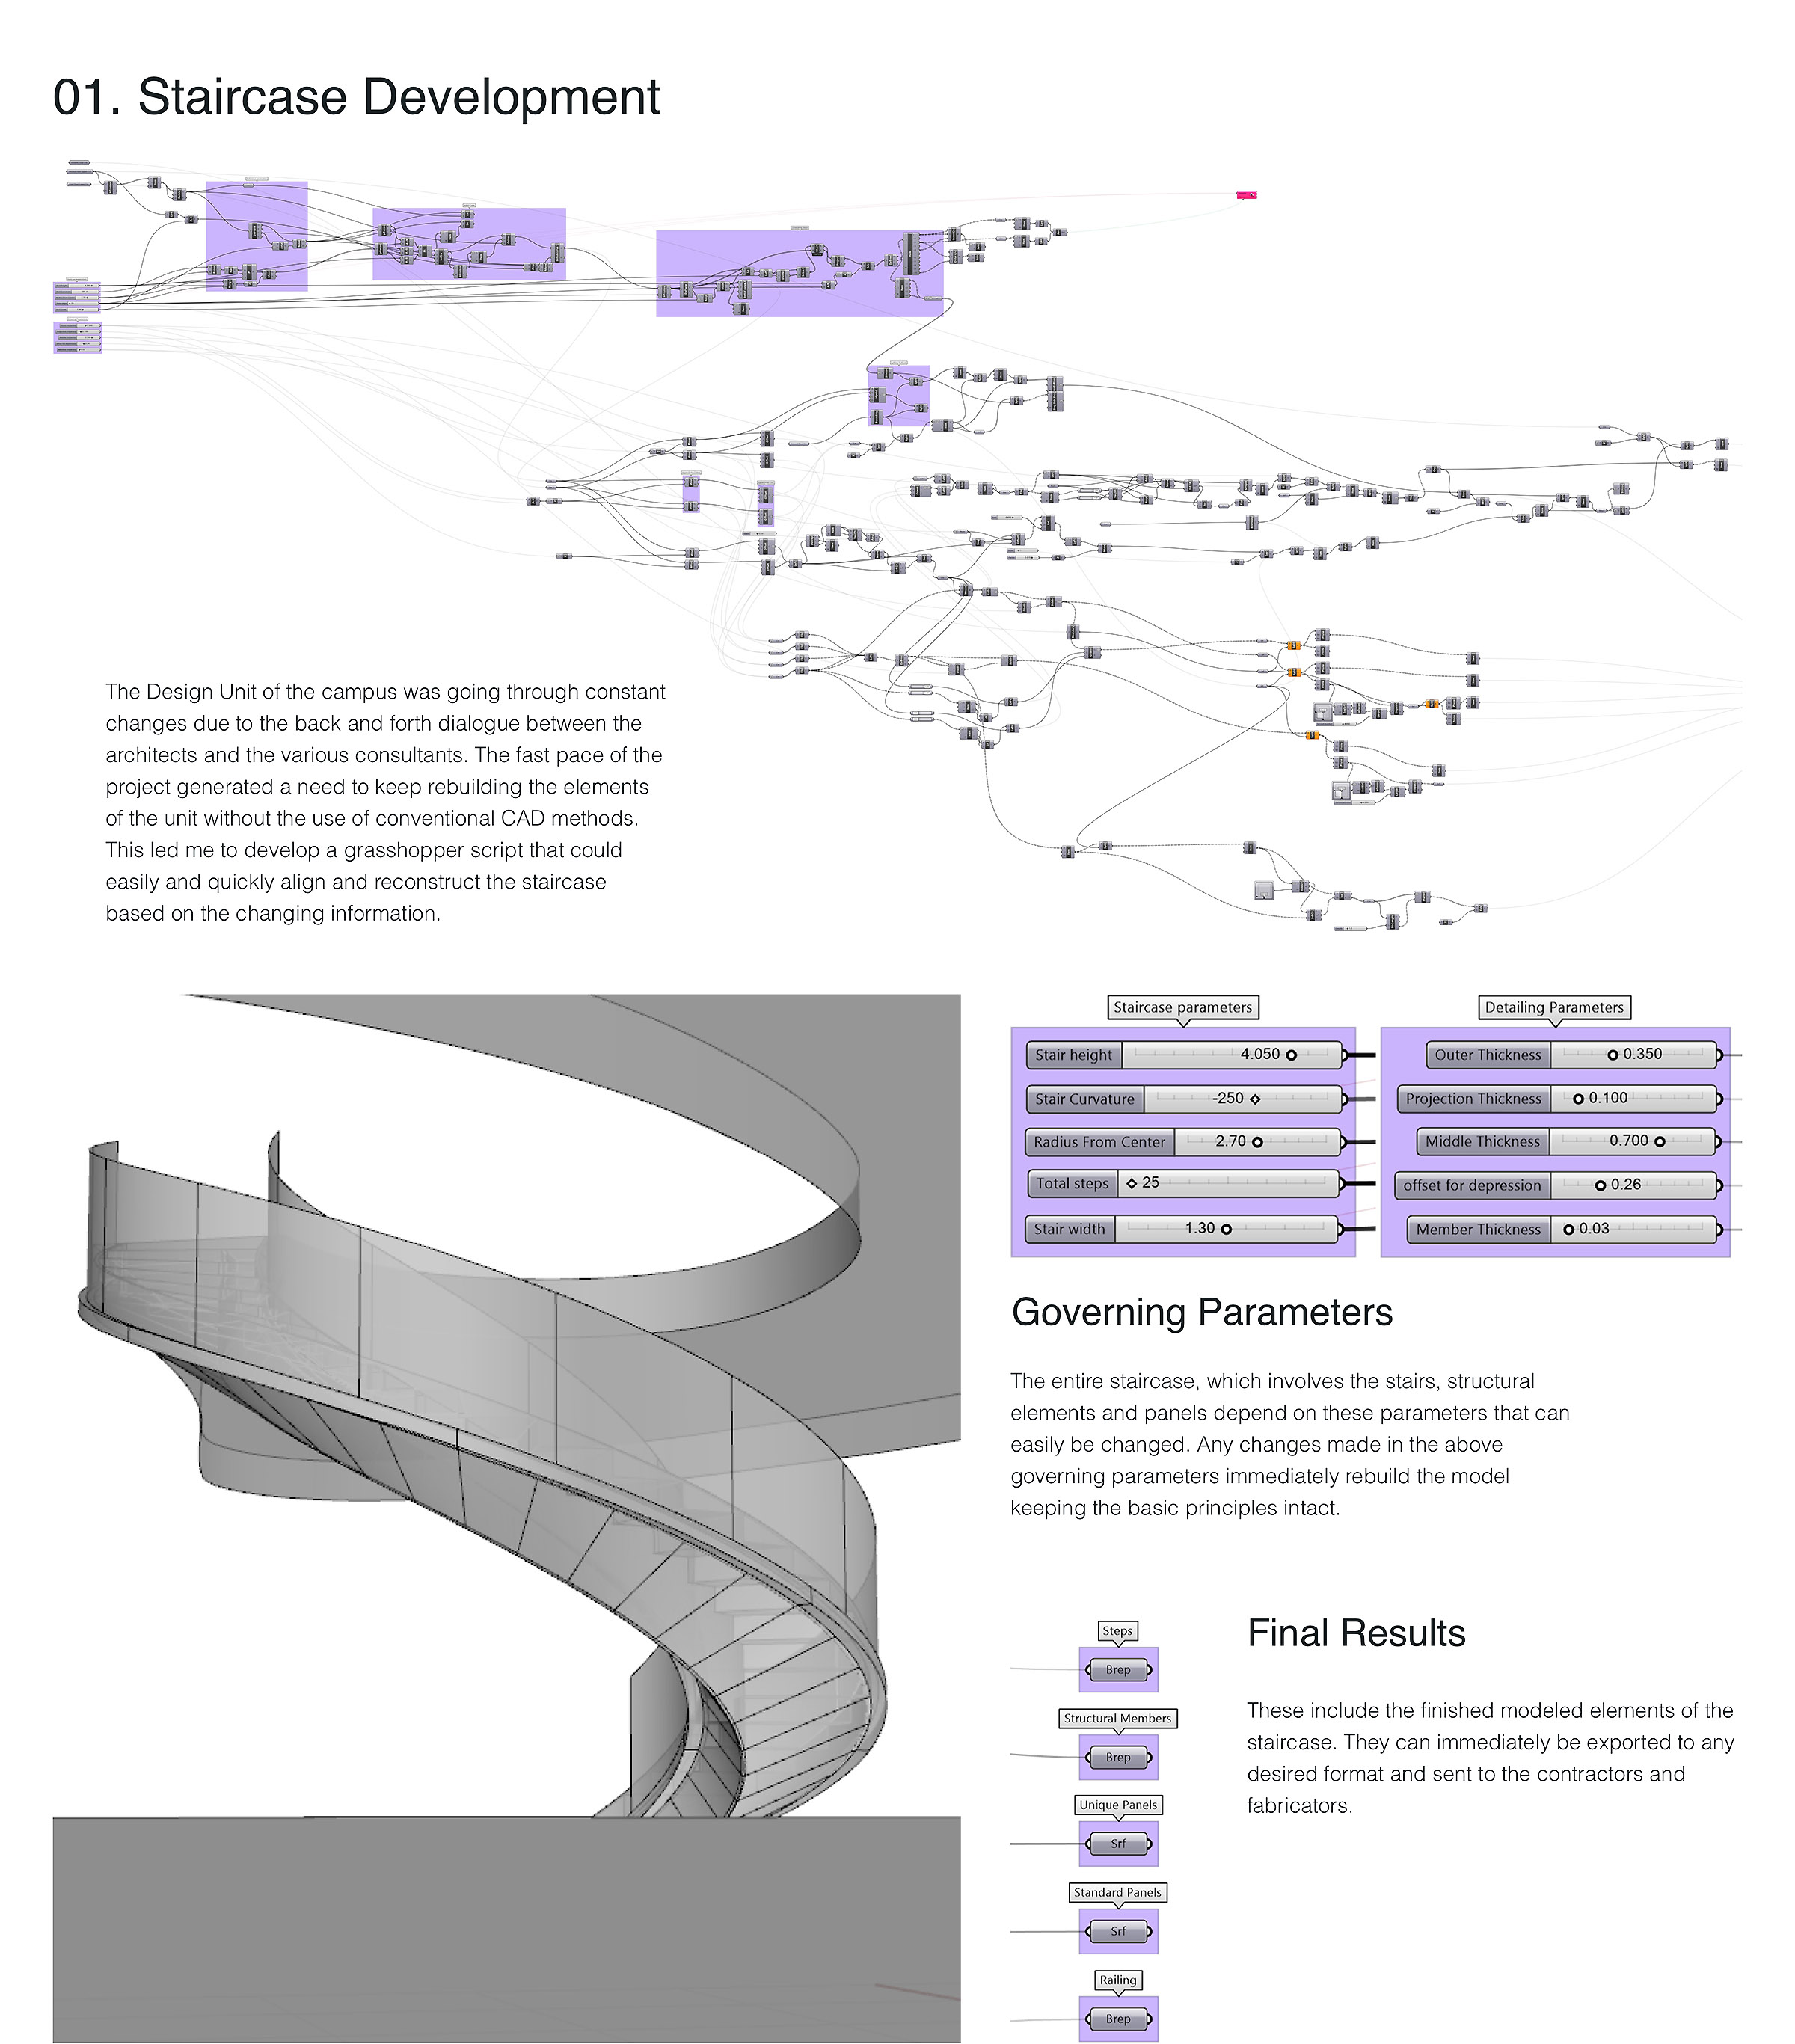 01. Staircase Development
The Design Unit of the campus was going through constant
changes due to the back and forth dialogue between the
architects and the various consultants. The fast pace of the
project generated a need to keep rebuilding the elements
of the unit without the use of conventional CAD methods.
This led me to develop a grasshopper script that could
easily and quickly align and reconstruct the staircase
based on the changing information.
Staircase parameters
Stair height 4.050
Stair Curvature -250
Radius From Center 2.70
Total steps 25
Stair width 1.30
Detailing Parameters
Outer Thickness 0.350
Projection Thickness 0.100
Middle Thickness 0.700
offset for depression 0.26
Member Thickness 0.03
Governing Parameters
The entire staircase, which involves the stairs, structural
elements and panels depend on these parameters that can
easily be changed. Any changes made in the above
governing parameters immediately rebuild the model
keeping the basic principles intact.
Steps
Brep
Structural Members
Brep
Unique Panels
Srf
Standard Panels
Srf
Railing
Brep
Final Results
These include the finished modeled elements of the
staircase. They can immediately be exported to any
desired format and sent to the contractors and
fabricators.